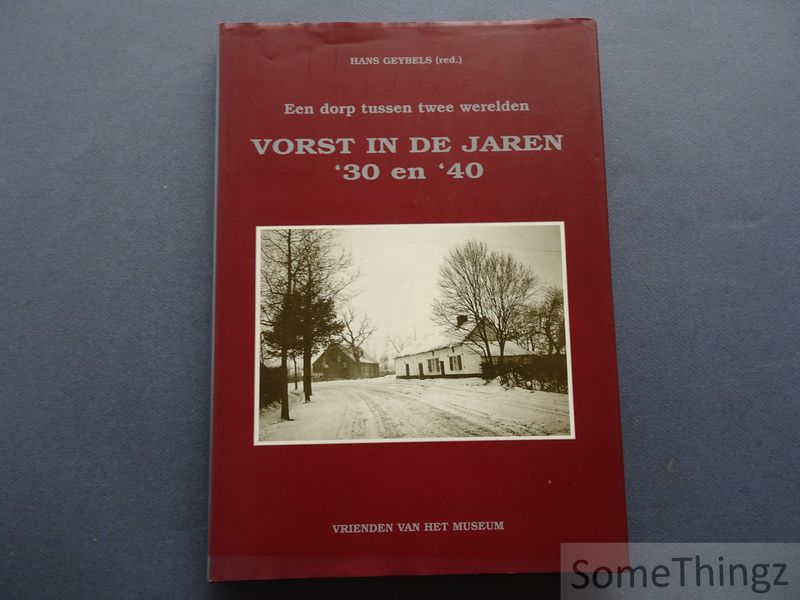 HANS GEYBELS (red.)
Een dorp tussen twee werelden
VORST IN DE JAREN
‘30 en ‘40
VRIENDEN VAN HET MUSEUM
SomeThingz